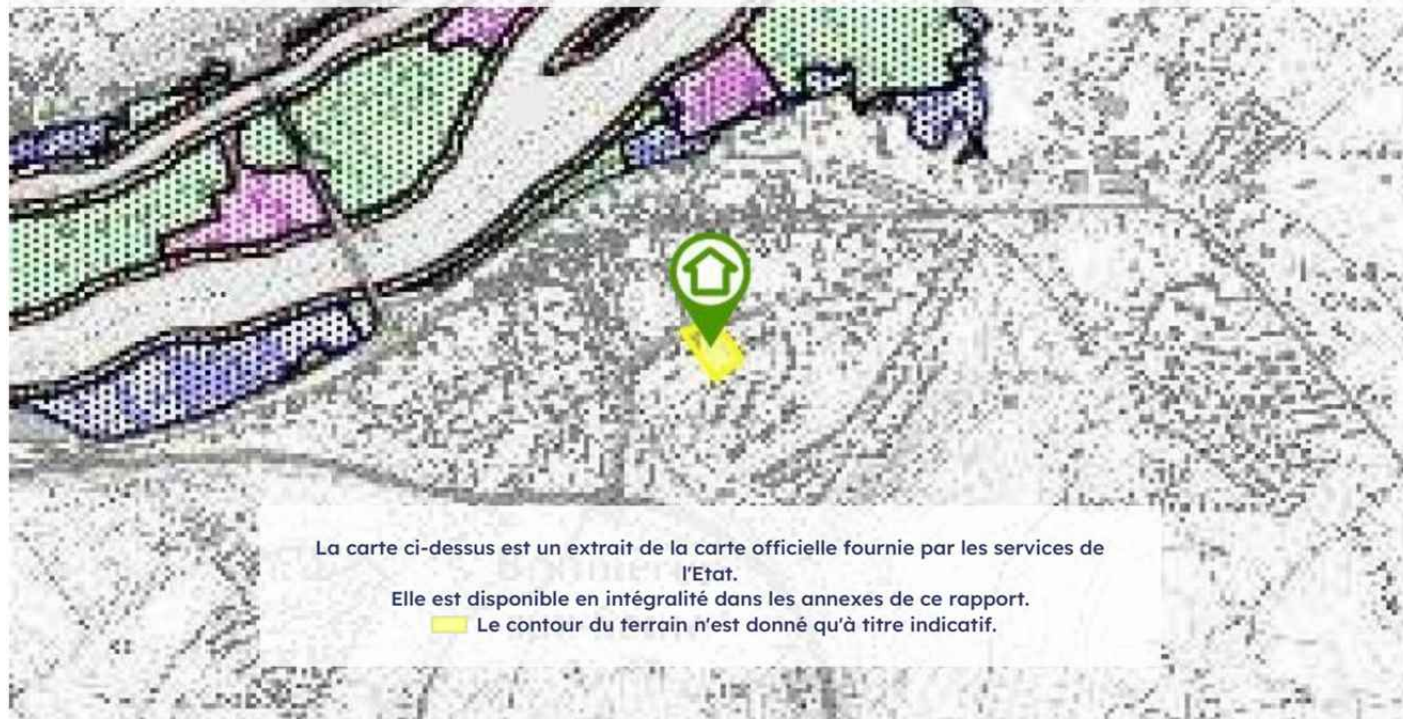 La carte ci-dessus est un extrait de la carte officielle fournie par les services de
l'Etat.
Elle est disponible en intégralité dans les annexes de ce rapport.
Le contour du terrain n'est donné qu'à titre indicatif.